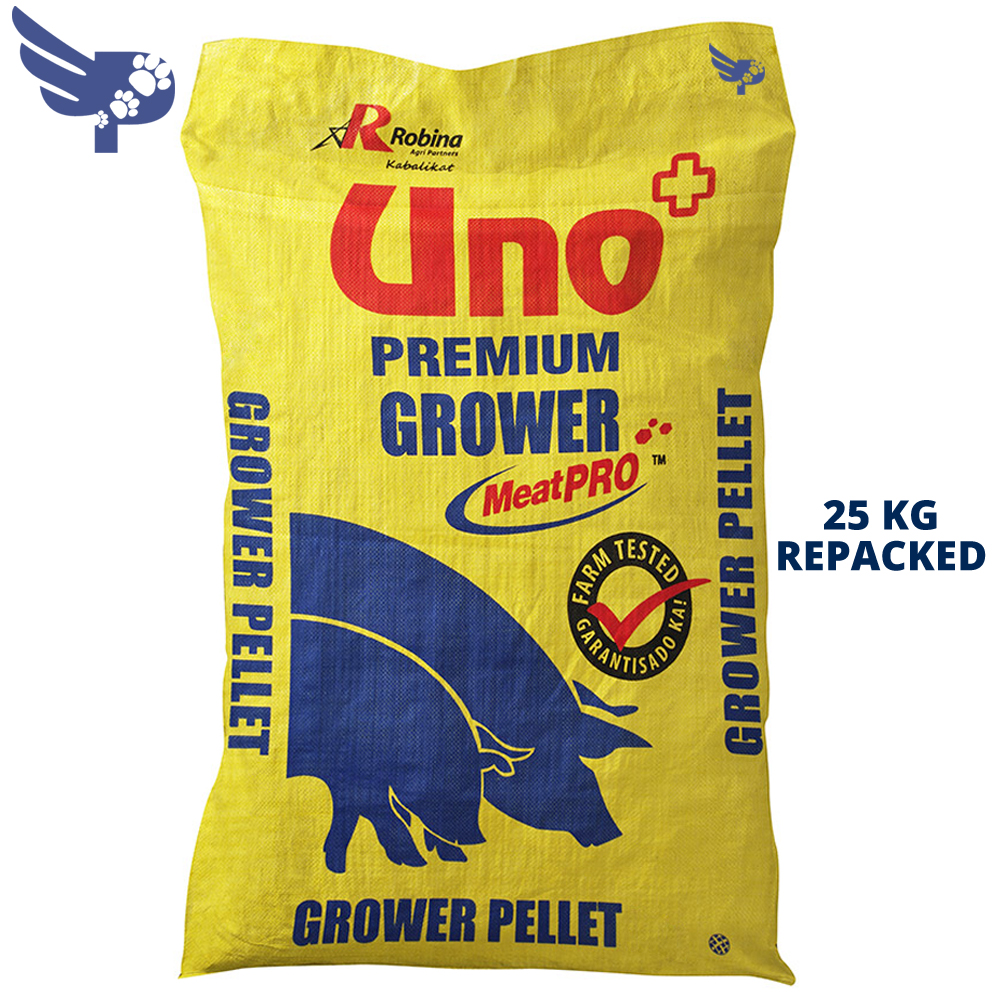 Robina
Agri Partners
Kabalikat
Uno+
PREMIUM
GROWER
MeatPRO™
FARM TESTED
GARANTISADO KA!
GROWER PELLET
GROWER PELLET
GROWER PELLET
25 KG
REPACKED